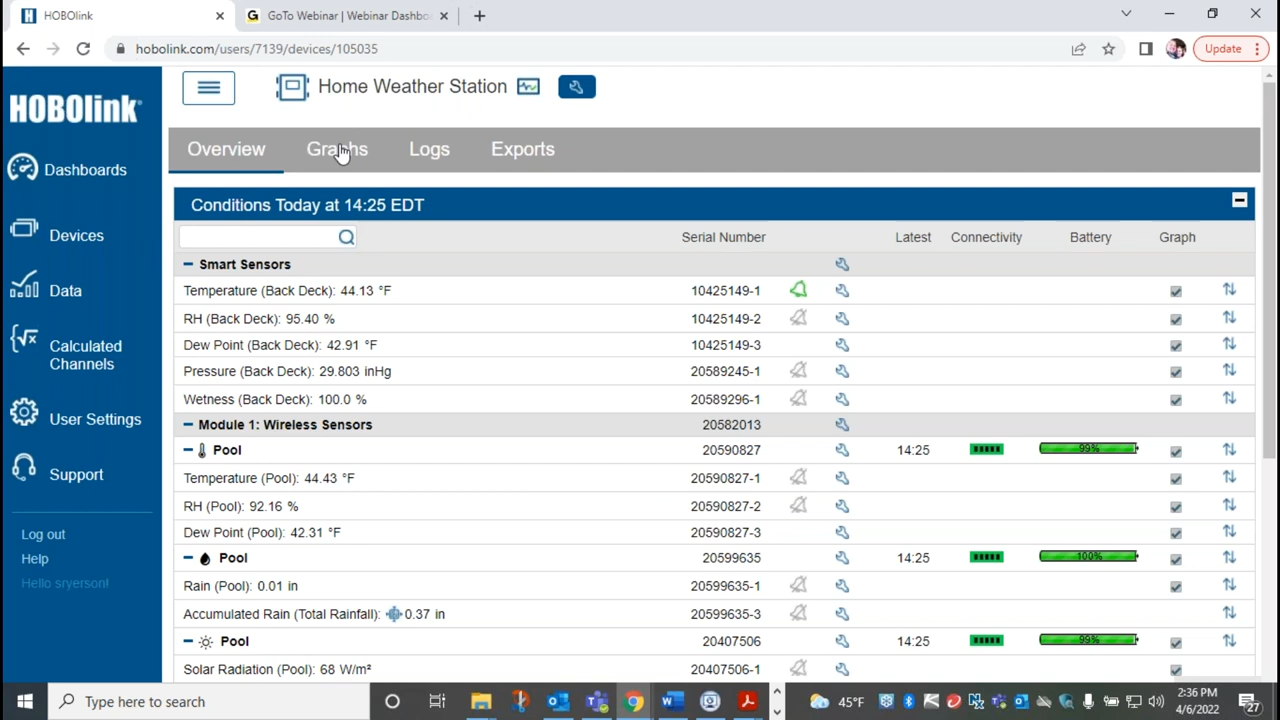 HOBOlink
GoTo Webinar | Webinar Dashbo
hobolink.com/users/7139/devices/105035
Update
HOBOlink®
Home Weather Station
Dashboards
Devices
Data
Calculated
Channels
User Settings
Support
Log out
Help
Hello sryerson!
Overview Graphs Logs Exports
Conditions Today at 14:25 EDT
Serial Number Latest Connectivity Battery Graph
Smart Sensors
Temperature (Back Deck): 44.13 °F 10425149-1
RH (Back Deck): 95.40 % 10425149-2
Dew Point (Back Deck): 42.91 °F 10425149-3
Pressure (Back Deck): 29.803 inHg 20589245-1
Wetness (Back Deck): 100.0 % 20589296-1
Module 1: Wireless Sensors 20582013
Pool 20590827 14:25 99%
Temperature (Pool): 44.43 °F 20590827-1
RH (Pool): 92.16 % 20590827-2
Dew Point (Pool): 42.31 °F 20590827-3
Pool 20599635 14:25 100%
Rain (Pool): 0.01 in 20599635-1
Accumulated Rain (Total Rainfall): 0.37 in 20599635-3
Pool 20407506 14:25 99%
Solar Radiation (Pool): 68 W/m² 20407506-1
Type here to search
45°F
2:36 PM
4/6/2022
27